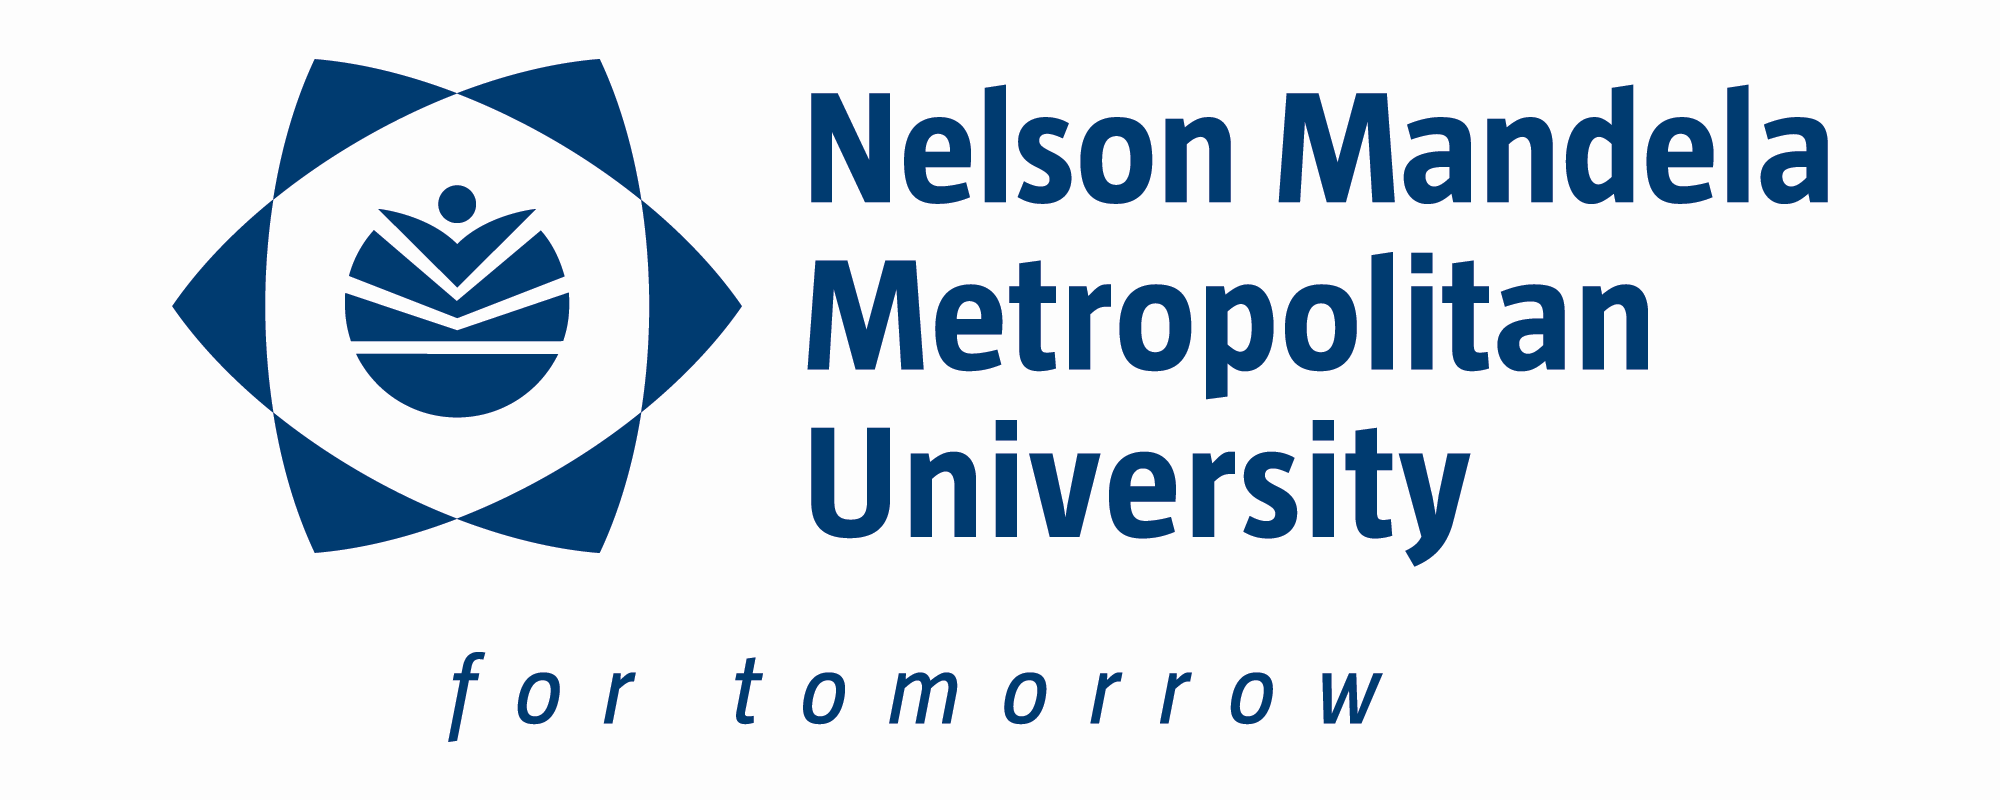 Nelson Mandela
Metropolitan
University
for tomorrow